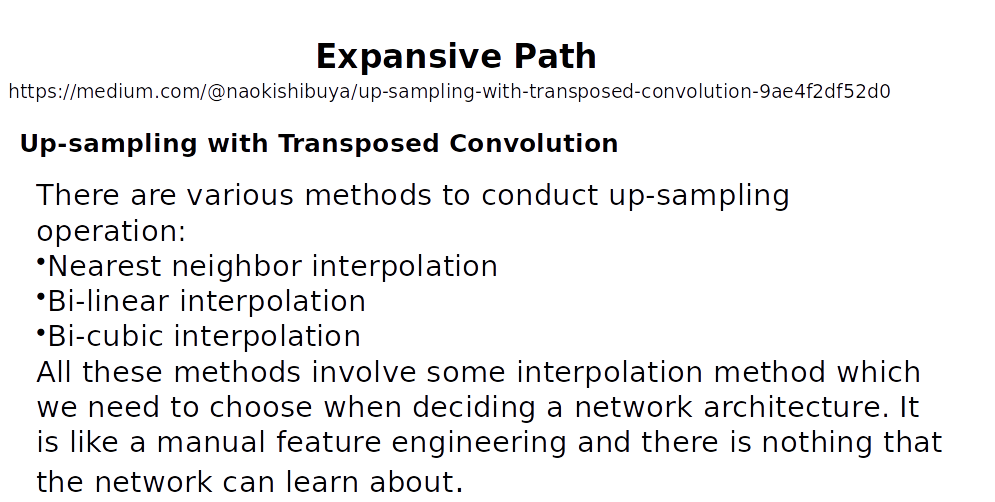 Expansive Path
https://medium.com/@naokishibuya/up-sampling-with-transposed-convolution-9ae4f2df52d0
Up-sampling with Transposed Convolution
There are various methods to conduct up-sampling
operation:
•Nearest neighbor interpolation
•Bi-linear interpolation
•Bi-cubic interpolation
All these methods involve some interpolation method which
we need to choose when deciding a network architecture. It
is like a manual feature engineering and there is nothing that
the network can learn about.